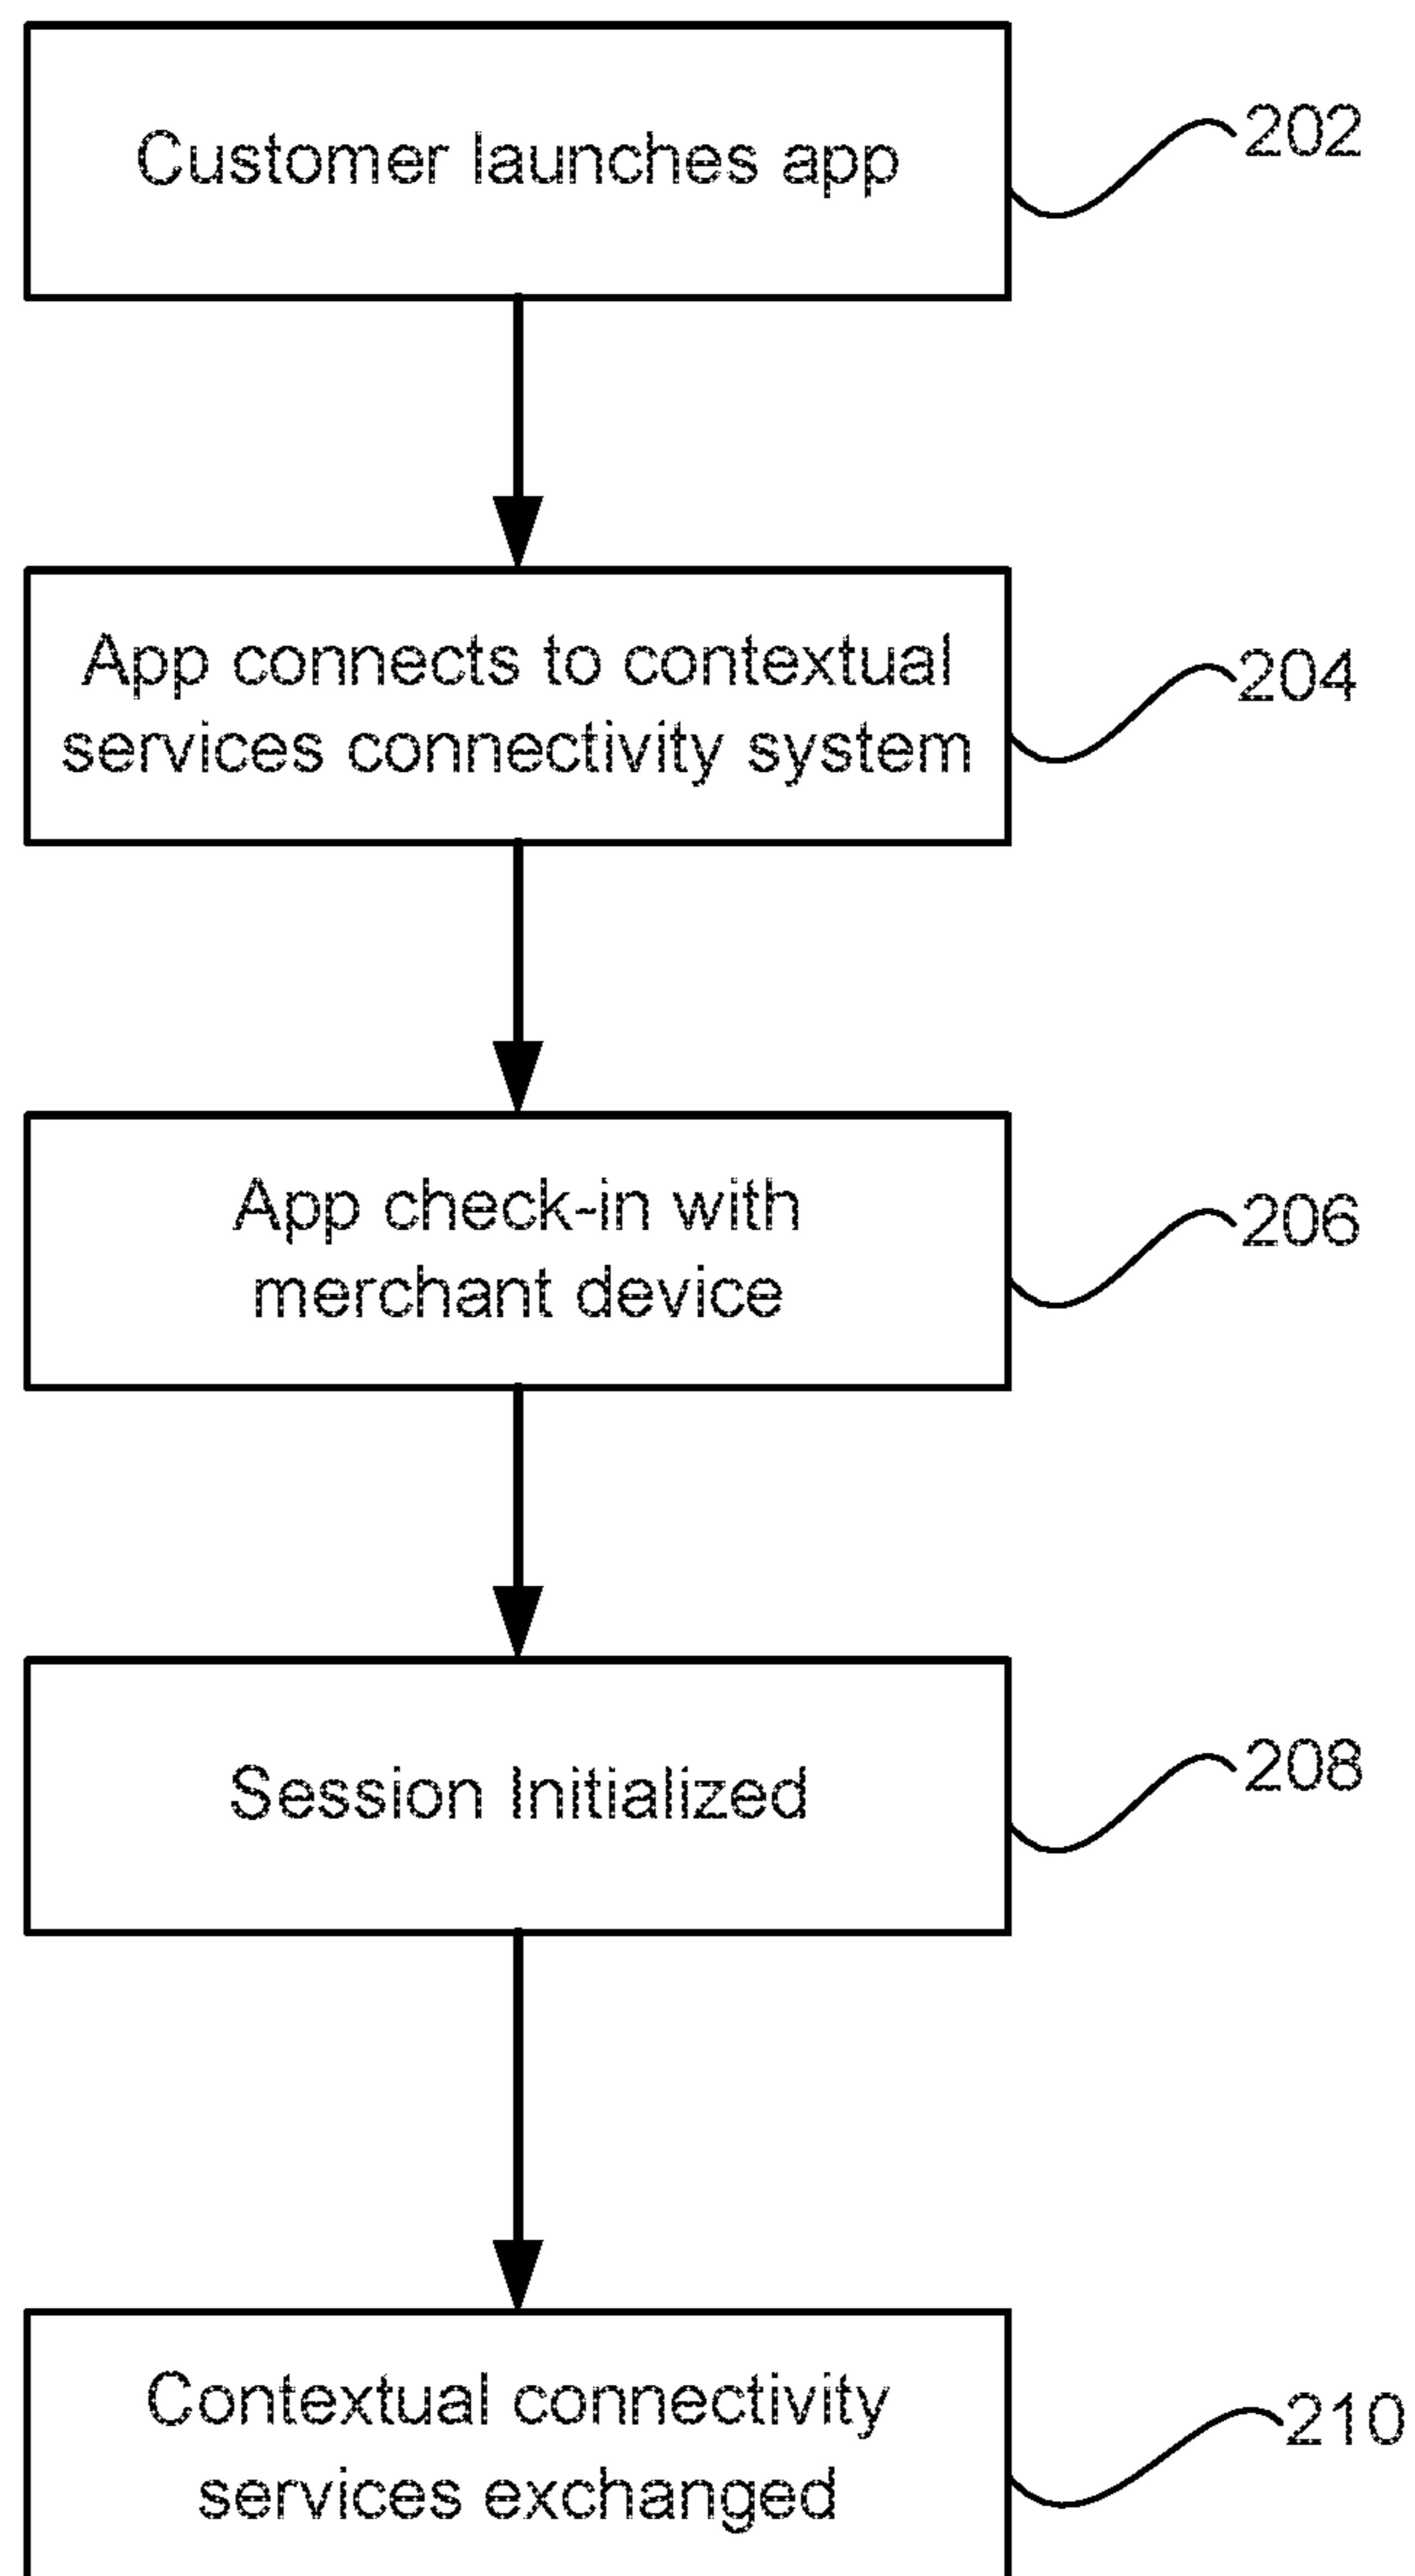 Customer launches app
202
App connects to contextual
services connectivity system
204
App check-in with
merchant device
206
Session Initialized
208
Contextual connectivity
services exchanged
210